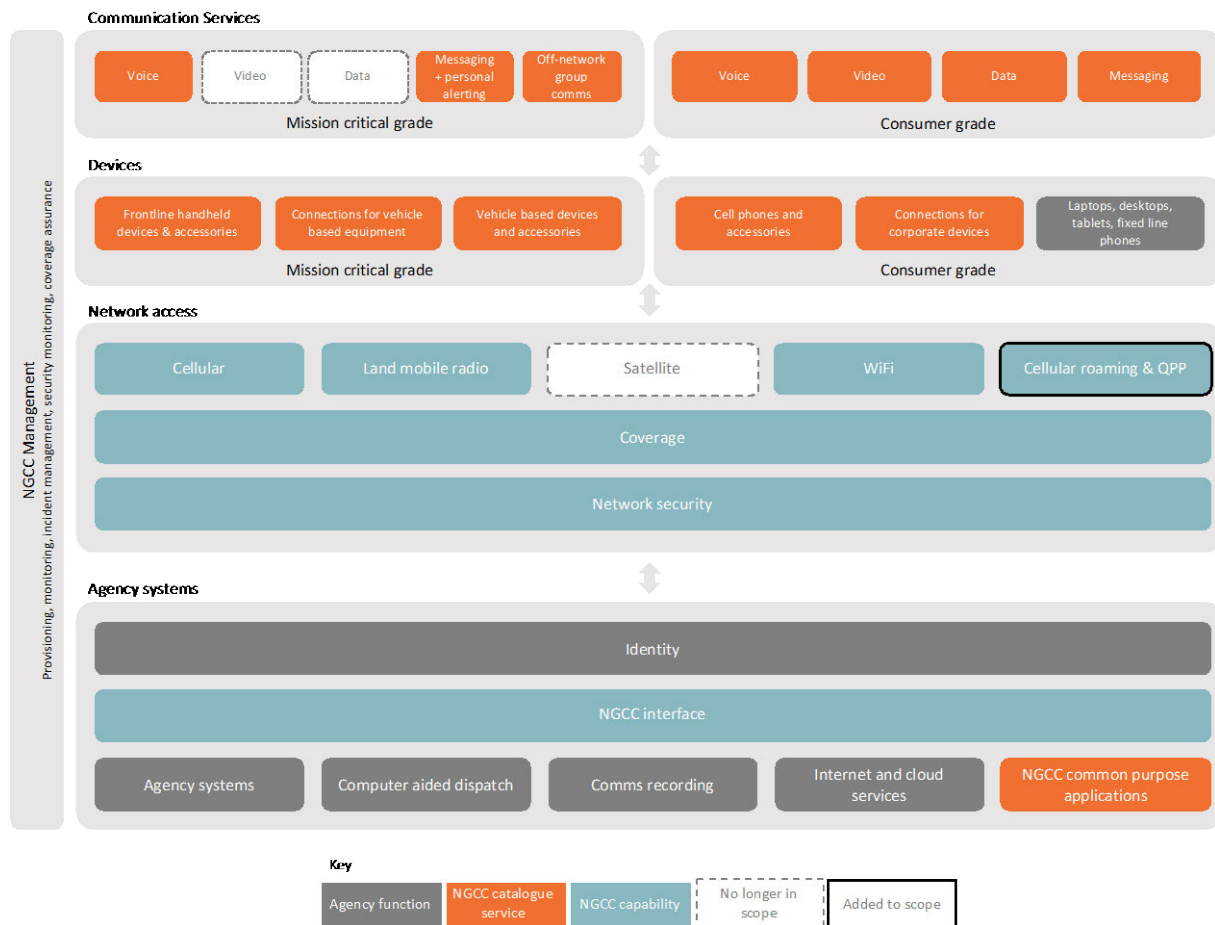 Communication Services
Voice
Video
Data
Messaging
+ personal
alerting
Off-network
group
comms
Mission critical grade
Voice
Video
Data
Messaging
Consumer grade
Devices
Frontline handheld
devices & accessories
Connections for vehicle
based equipment
Vehicle based devices
and accessories
Mission critical grade
Cell phones and
accessories
Connections for
corporate devices
Laptops, desktops,
tablets, fixed line
phones
Consumer grade
Network access
Cellular
Land mobile radio
Satellite
WiFi
Cellular roaming & QPP
Coverage
Network security
Agency systems
Identity
NGCC interface
Agency systems
Computer aided dispatch
Comms recording
Internet and cloud
services
NGCC common purpose
applications
NGCC Management
Provisioning, monitoring, incident management, security monitoring, coverage assurance
Key
Agency function
NGCC catalogue
service
NGCC capability
No longer in
scope
Added to scope